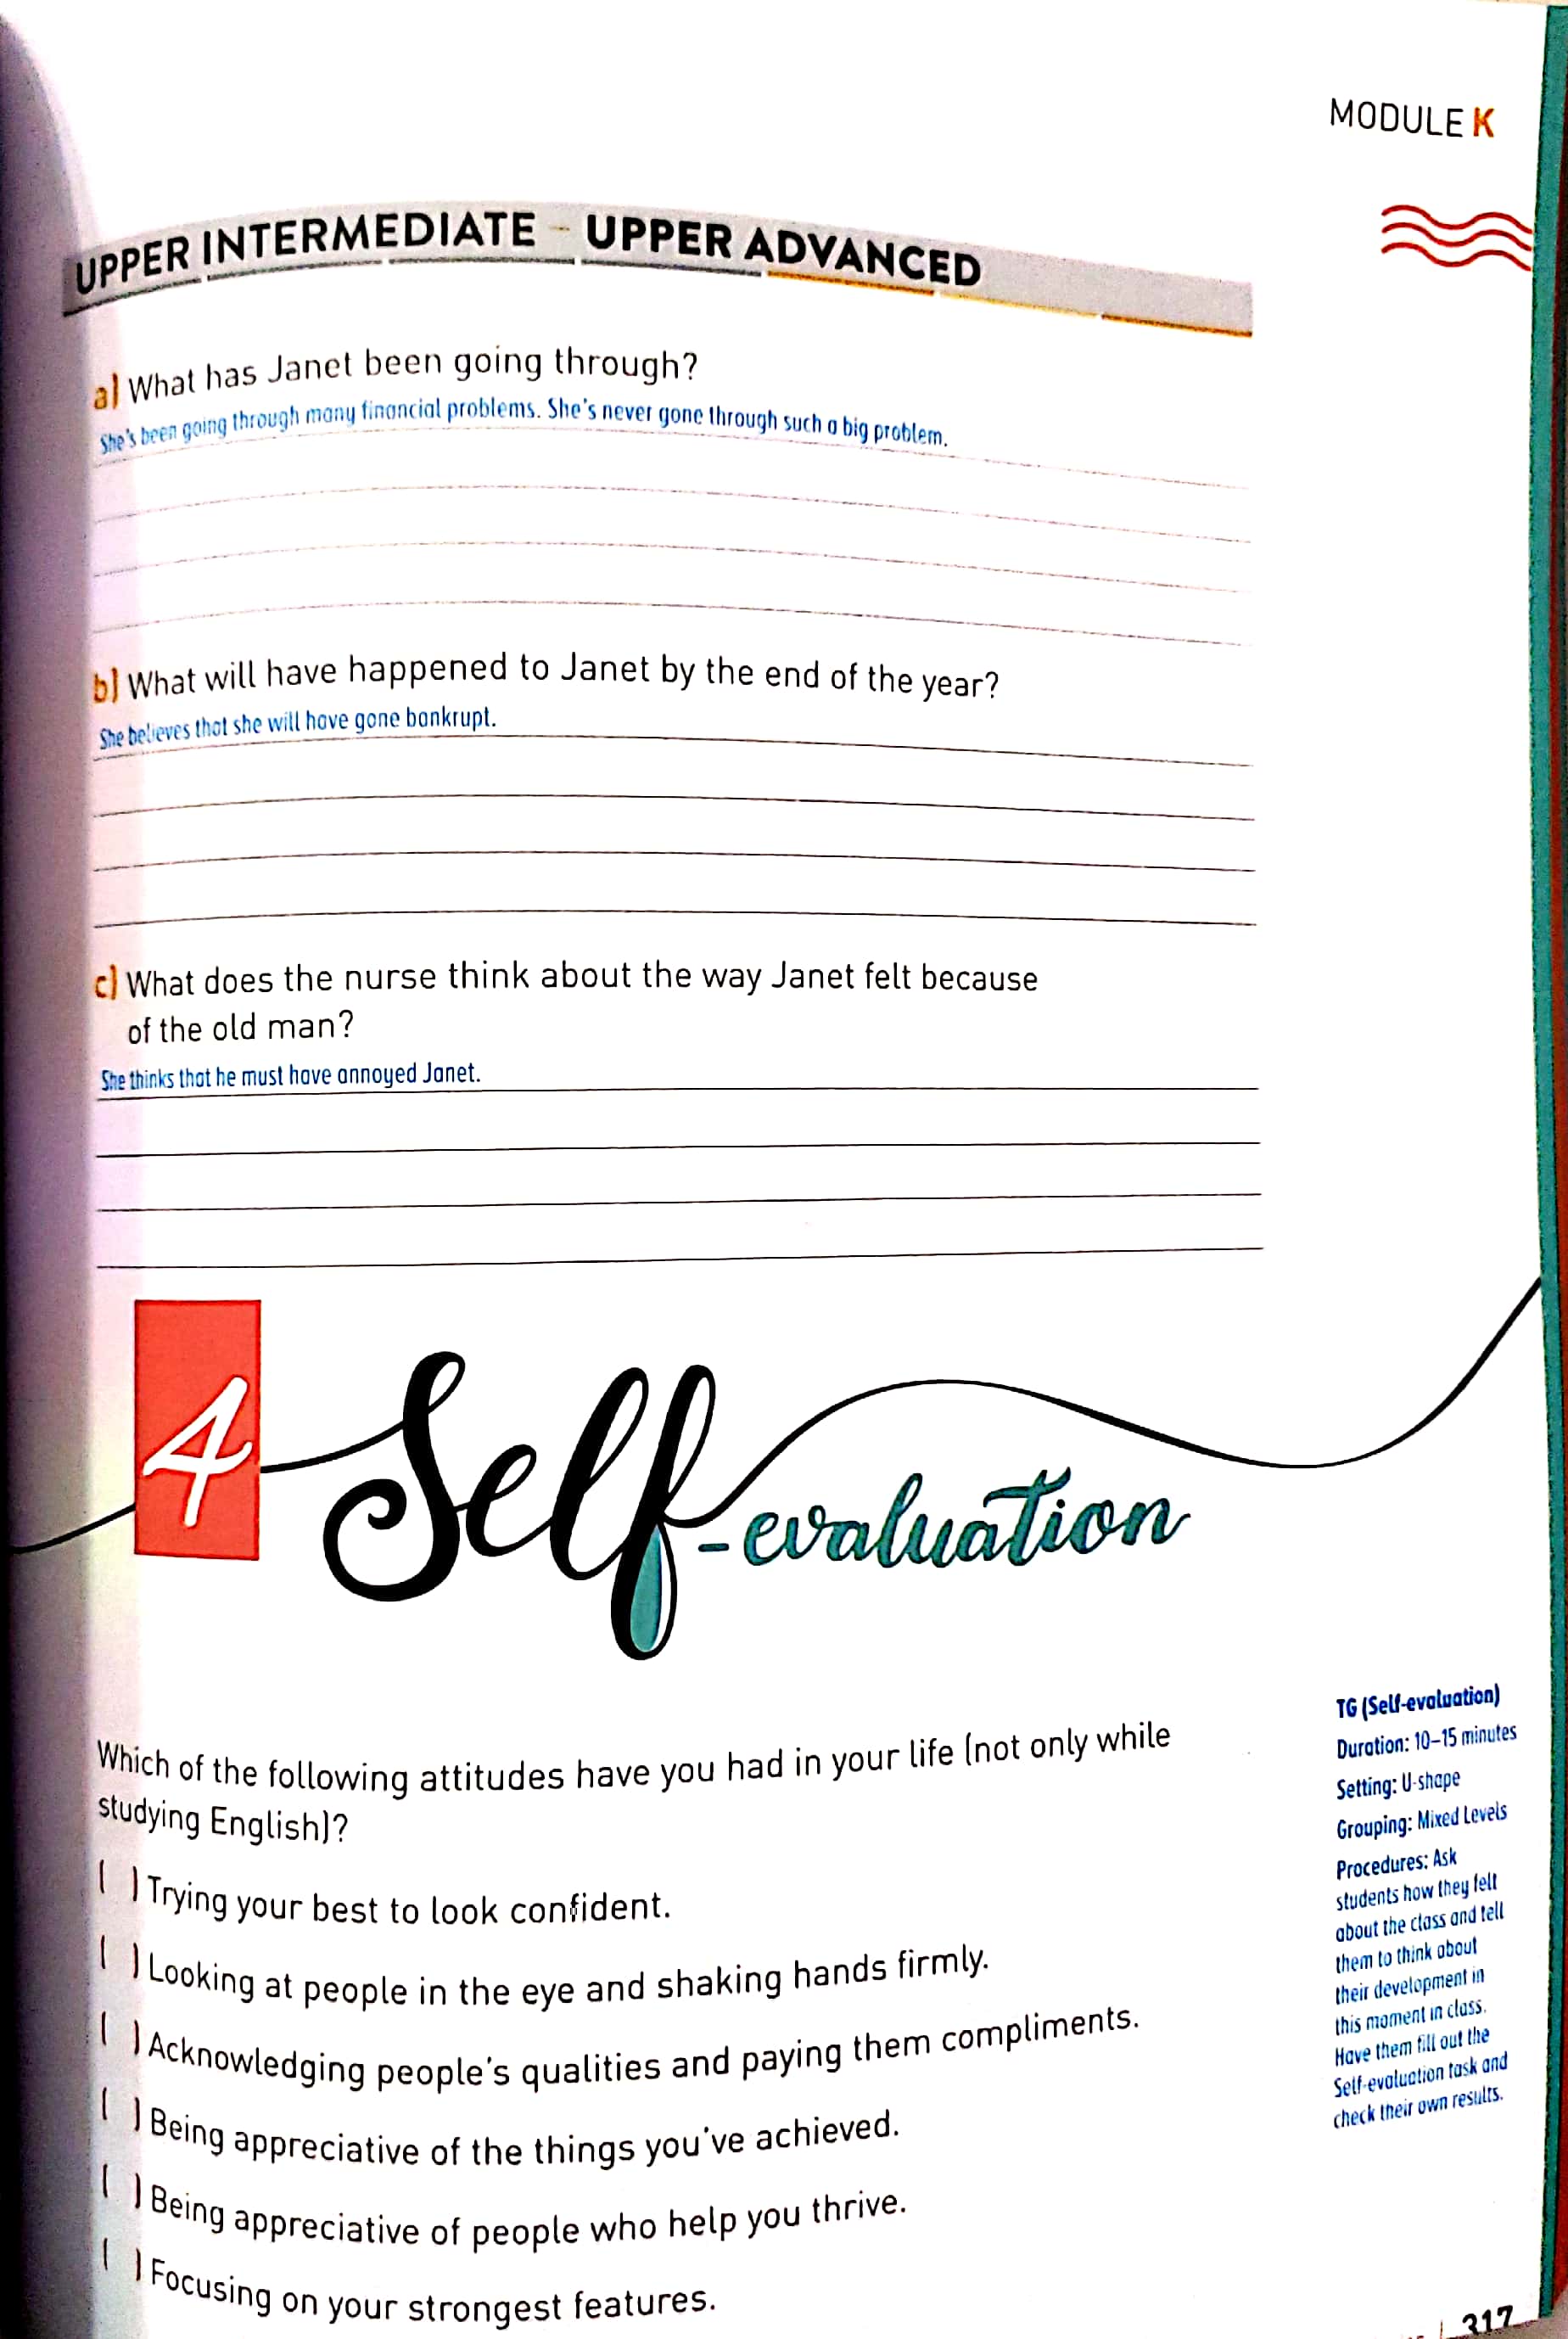 MODULE K
UPPER INTERMEDIATE - UPPER ADVANCED
a) What has Janet been going through?
She's been going through many financial problems. She's never gone through such a big problem.
b) What will have happened to Janet by the end of the year?
She believes that she will have gone bankrupt.
c) What does the nurse think about the way Janet felt because
of the old man?
She thinks that he must have annoyed Janet.
4 Self-evaluation
Which of the following attitudes have you had in your life (not only while
studying English)?
( ) Trying your best to look confident.
( ) Looking at people in the eye and shaking hands firmly.
( ) Acknowledging people's qualities and paying them compliments.
( ) Being appreciative of the things you've achieved.
( ) Being appreciative of people who help you thrive.
( ) Focusing on your strongest features.
TG (Self-evaluation)
Duration: 10–15 minutes
Setting: U-shape
Grouping: Mixed Levels
Procedures: Ask
students how they felt
about the class and tell
them to think about
their development in
this moment in class.
Have them fill out the
Self-evaluation task and
check their own results.
317